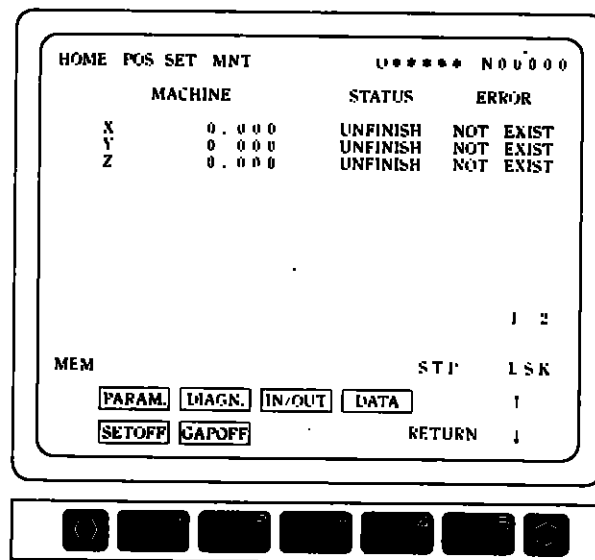 HOME POS SET MNT N00000
MACHINE STATUS ERROR
X 0.000 UNFINISH NOT EXIST
Y 0 000 UNFINISH NOT EXIST
Z 0.000 UNFINISH NOT EXIST
1 2
MEM STP LSK
PARAM. DIAGN. IN/OUT DATA ↑
SETOFF GAPOFF RETURN ↓